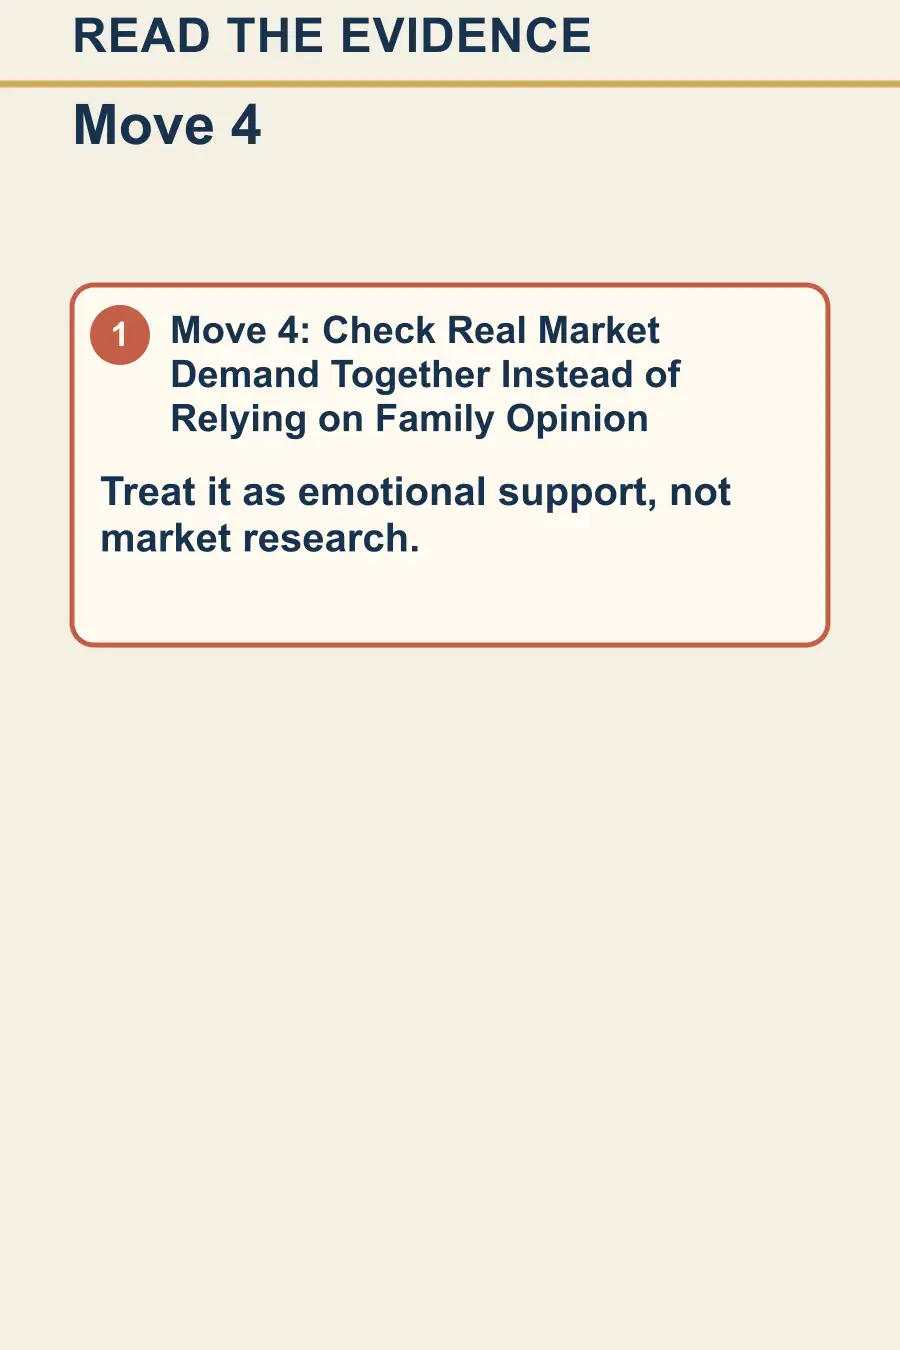 READ THE EVIDENCE
Move 4
1
Move 4: Check Real Market
Demand Together Instead of
Relying on Family Opinion
Treat it as emotional support, not
market research.